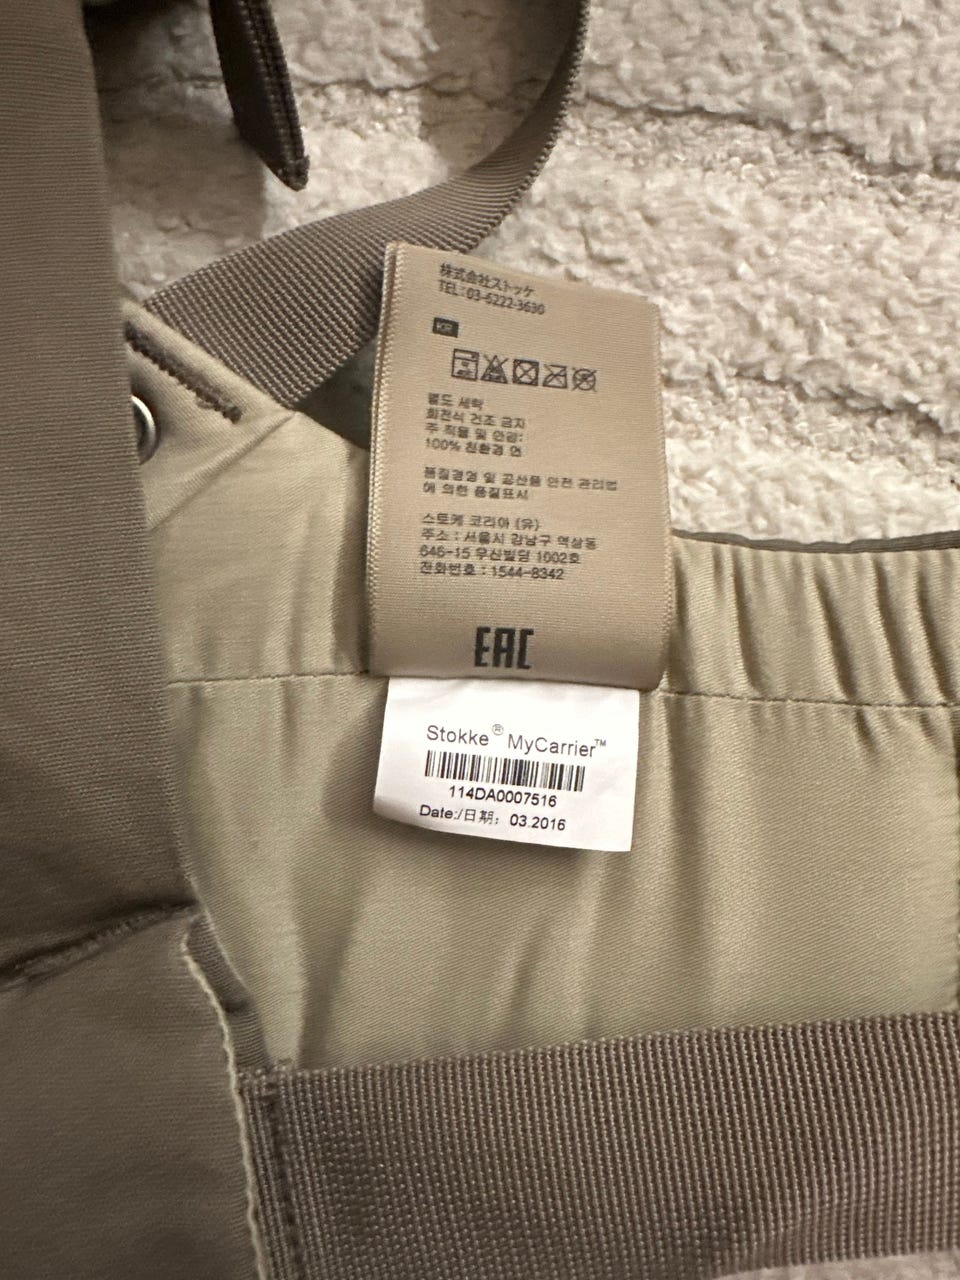 株式会社ストッケ
TEL:03-6222-3630
KR
별도 세탁
회전식 건조 금지
주 직물 및 안감:
100% 친환경 면
품질경영 및 공산품 안전 관리법
에 의한 품질표시
스토케 코리아 (유)
주소 : 서울시 강남구 역삼동
646-15 우신빌딩 1002호
전화번호 : 1544-8342
EAC
Stokke® MyCarrier™
114DA0007516
Date:/日期: 03.2016